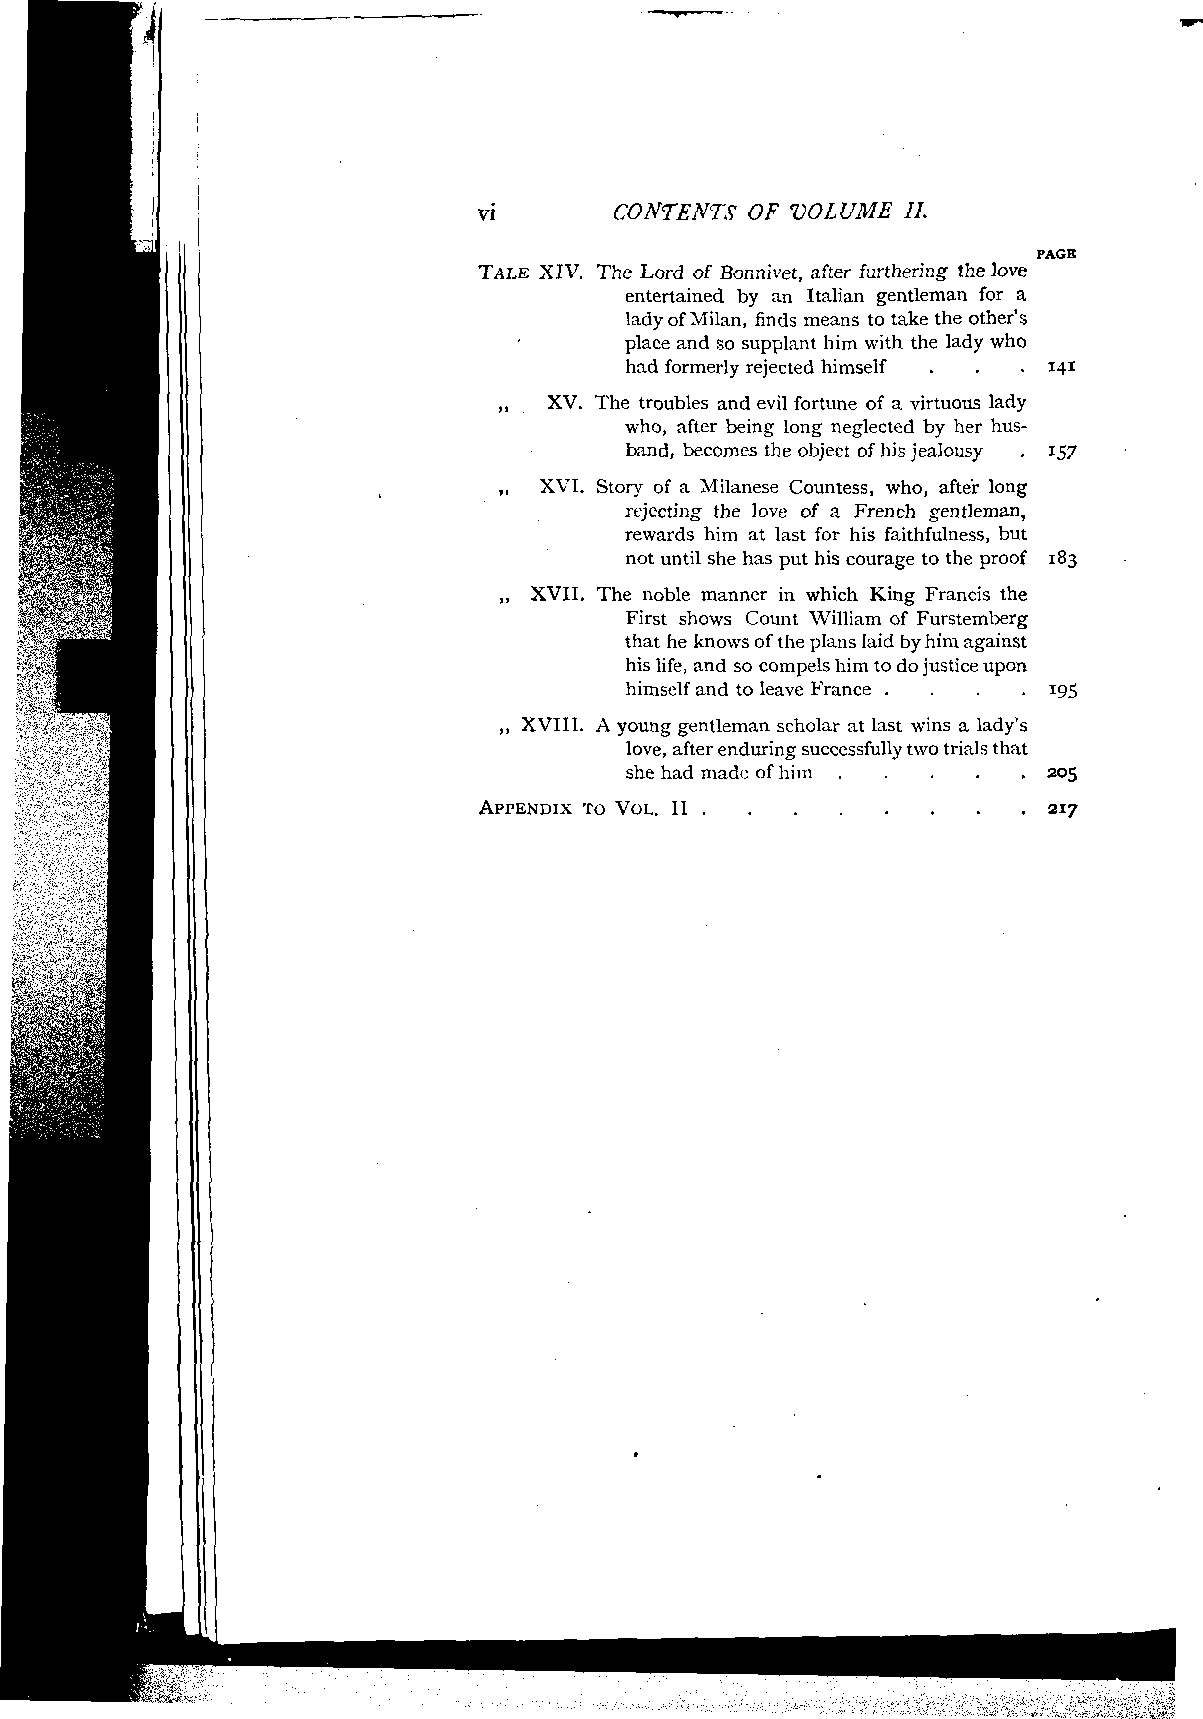 vi CONTENTS OF VOLUME II.
PAGE
TALE XIV. The Lord of Bonnivet, after furthering the love
entertained by an Italian gentleman for a
lady of Milan, finds means to take the other's
place and so supplant him with the lady who
had formerly rejected himself . . . 141
„ XV. The troubles and evil fortune of a virtuous lady
who, after being long neglected by her hus-
band, becomes the object of his jealousy . 157
„ XVI. Story of a Milanese Countess, who, after long
rejecting the love of a French gentleman,
rewards him at last for his faithfulness, but
not until she has put his courage to the proof 183
„ XVII. The noble manner in which King Francis the
First shows Count William of Furstemberg
that he knows of the plans laid by him against
his life, and so compels him to do justice upon
himself and to leave France . . . . 195
„ XVIII. A young gentleman scholar at last wins a lady's
love, after enduring successfully two trials that
she had made of him . . . . . 205
APPENDIX TO VOL. II . . . . . . . . 217